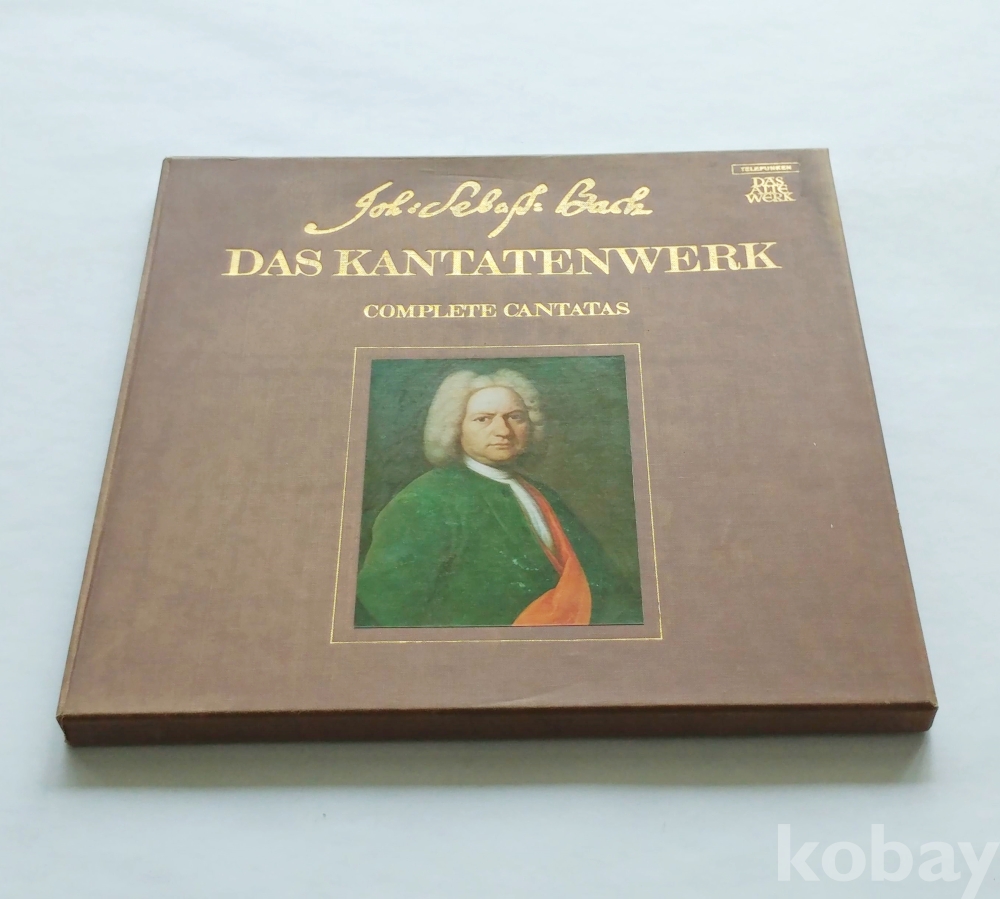 TELEFUNKEN
DAS
ALTE
WERK
Joh: Sebaſt: Bach
DAS KANTATENWERK
COMPLETE CANTATAS
kobay